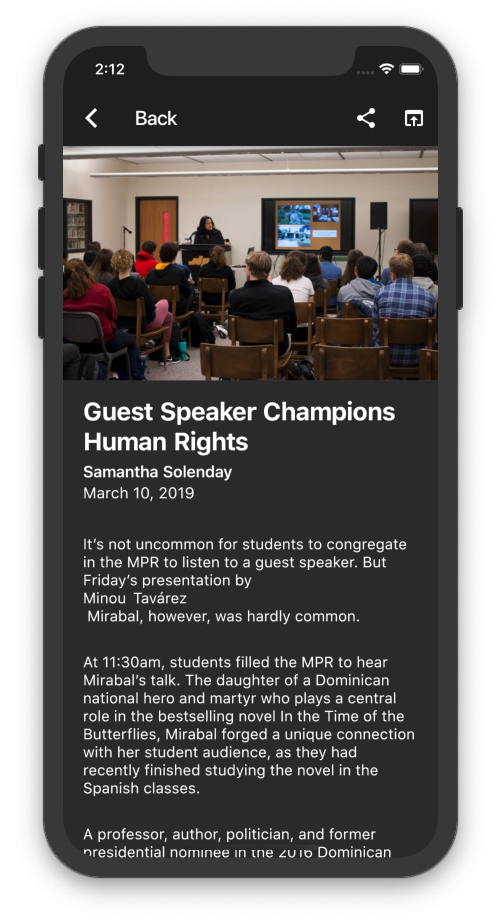 2:12
Back
Guest Speaker Champions
Human Rights
Samantha Solenday
March 10, 2019
It’s not uncommon for students to congregate
in the MPR to listen to a guest speaker. But
Friday’s presentation by
Minou  Tavárez
Mirabal, however, was hardly common.
At 11:30am, students filled the MPR to hear
Mirabal’s talk. The daughter of a Dominican
national hero and martyr who plays a central
role in the bestselling novel In the Time of the
Butterflies, Mirabal forged a unique connection
with her student audience, as they had
recently finished studying the novel in the
Spanish classes.
A professor, author, politician, and former
presidential nominee in the 2016 Dominican